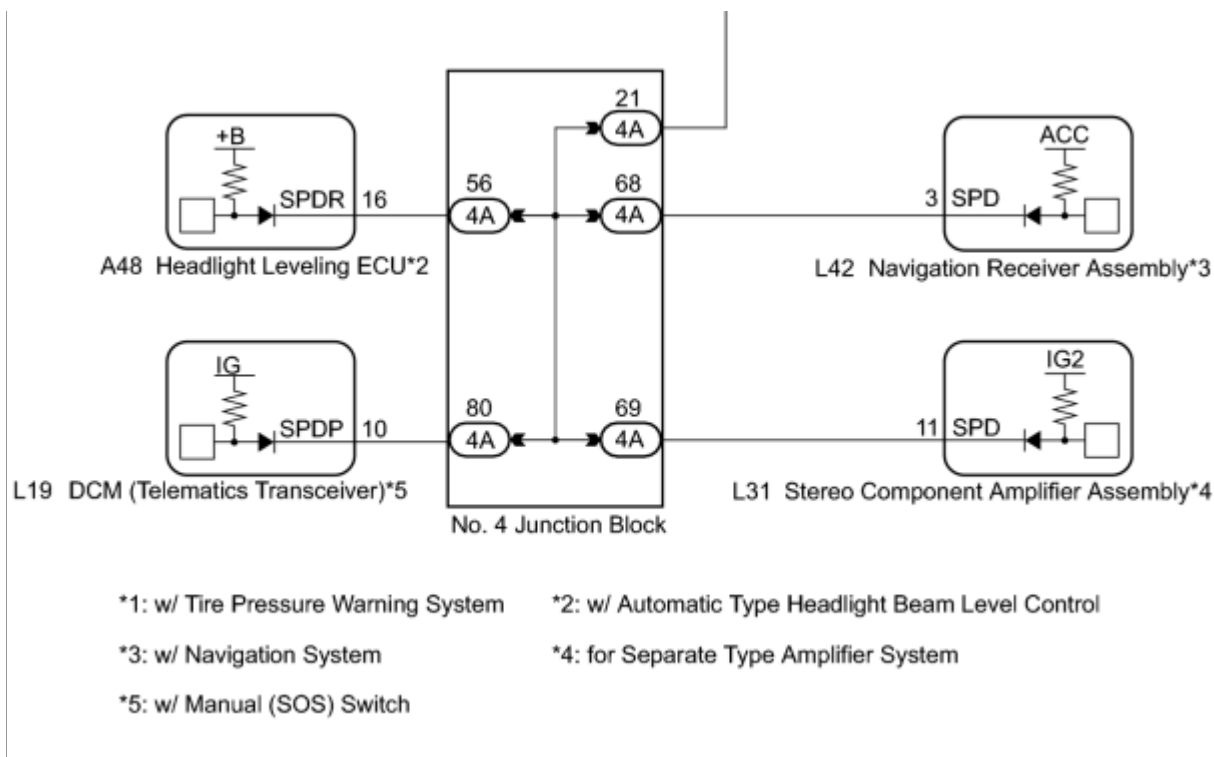 21
4A
+B
SPDR 16
56
4A
68
4A
ACC
3 SPD
A48 Headlight Leveling ECU*2
L42 Navigation Receiver Assembly*3
IG
SPDP 10
80
4A
69
4A
IG2
11 SPD
L19 DCM (Telematics Transceiver)*5
L31 Stereo Component Amplifier Assembly*4
No. 4 Junction Block
*1: w/ Tire Pressure Warning System
*2: w/ Automatic Type Headlight Beam Level Control
*3: w/ Navigation System
*4: for Separate Type Amplifier System
*5: w/ Manual (SOS) Switch